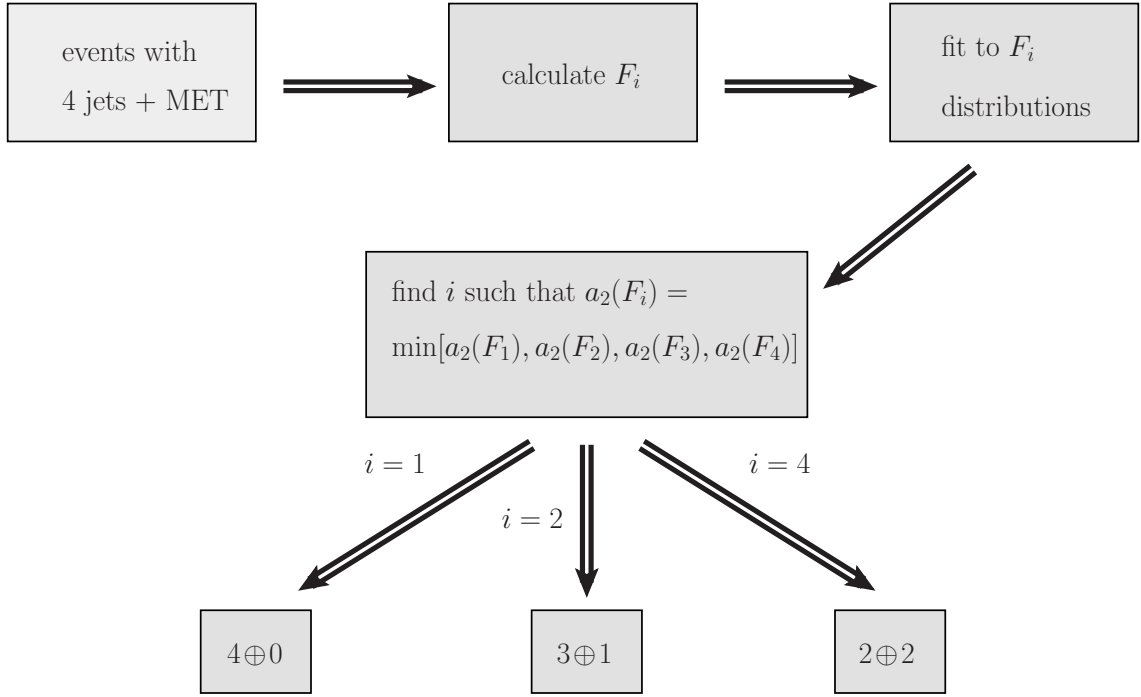 events with
4 jets + MET
calculate F_i
fit to F_i
distributions
find i such that a_2(F_i) =
min[a_2(F_1), a_2(F_2), a_2(F_3), a_2(F_4)]
i = 1
i = 2
i = 4
4⊕0
3⊕1
2⊕2